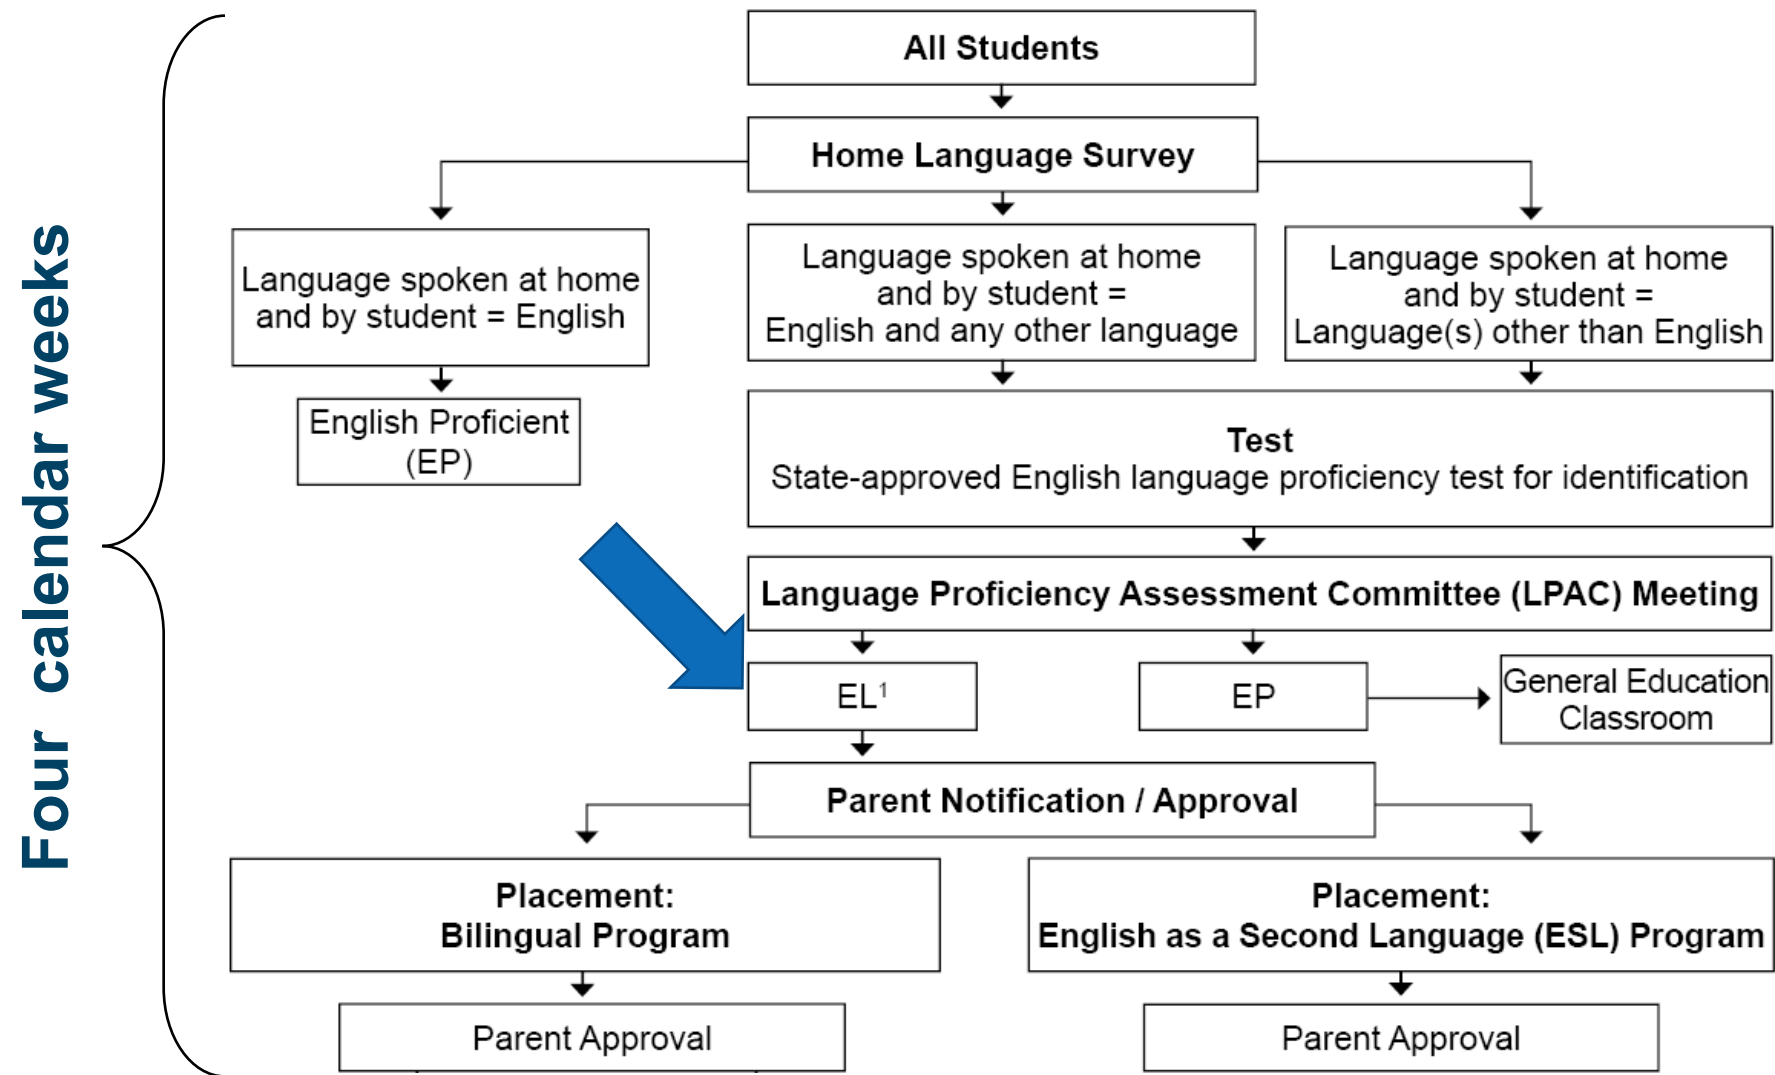 Four calendar weeks
All Students
Home Language Survey
Language spoken at home
and by student = English
Language spoken at home
and by student =
English and any other language
Language spoken at home
and by student =
Language(s) other than English
English Proficient
(EP)
Test
State-approved English language proficiency test for identification
Language Proficiency Assessment Committee (LPAC) Meeting
EL¹
EP
General Education
Classroom
Parent Notification / Approval
Placement:
Bilingual Program
Placement:
English as a Second Language (ESL) Program
Parent Approval
Parent Approval